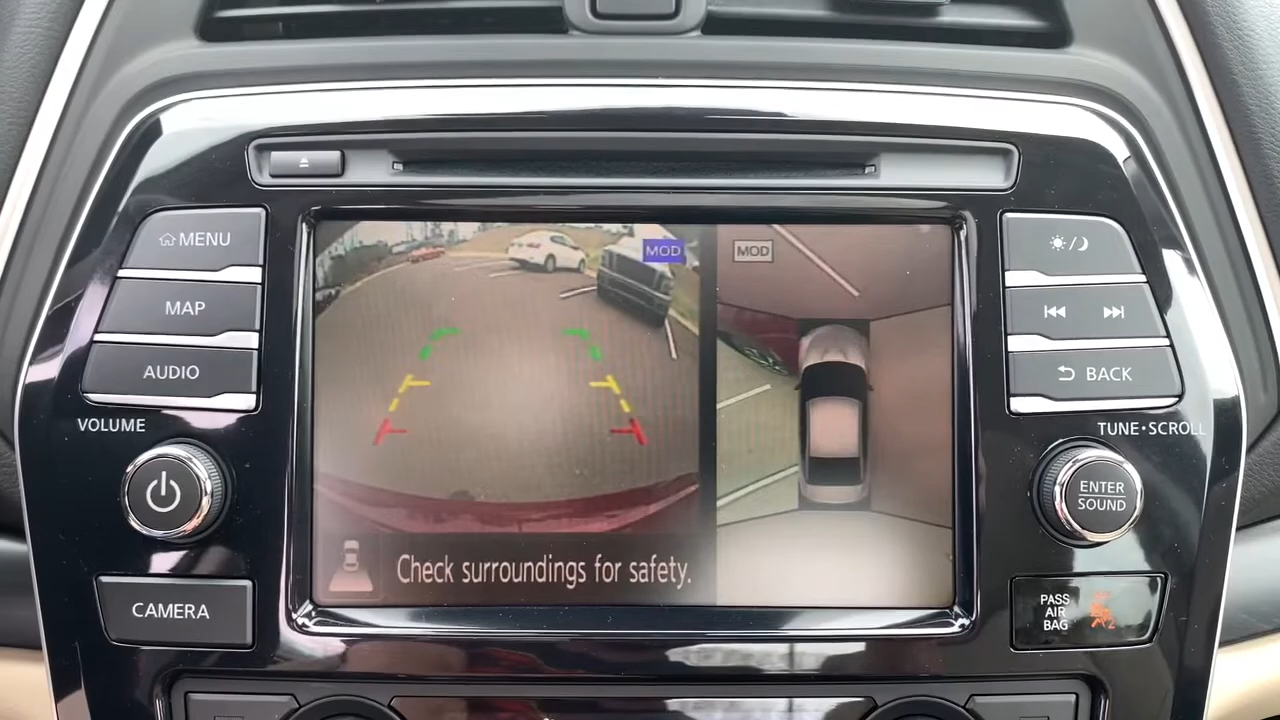 MENU
MAP
AUDIO
VOLUME
CAMERA
MOD
MOD
Check surroundings for safety.
BACK
TUNE•SCROLL
ENTER
SOUND
PASS
AIR
BAG
2